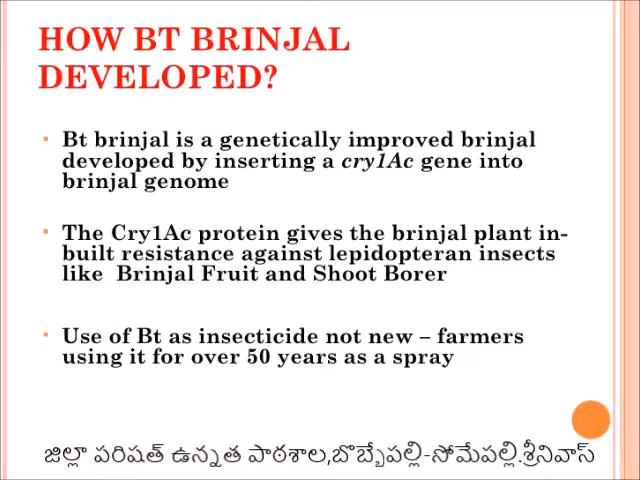 HOW BT BRINJAL
DEVELOPED?
Bt brinjal is a genetically improved brinjal
developed by inserting a cry1Ac gene into
brinjal genome
The Cry1Ac protein gives the brinjal plant in-
built resistance against lepidopteran insects
like Brinjal Fruit and Shoot Borer
Use of Bt as insecticide not new – farmers
using it for over 50 years as a spray
జిల్లా పరిషత్ ఉన్నత పాఠశాల,బొబ్బేపల్లి-సోమేపల్లి.శ్రీనివాస్